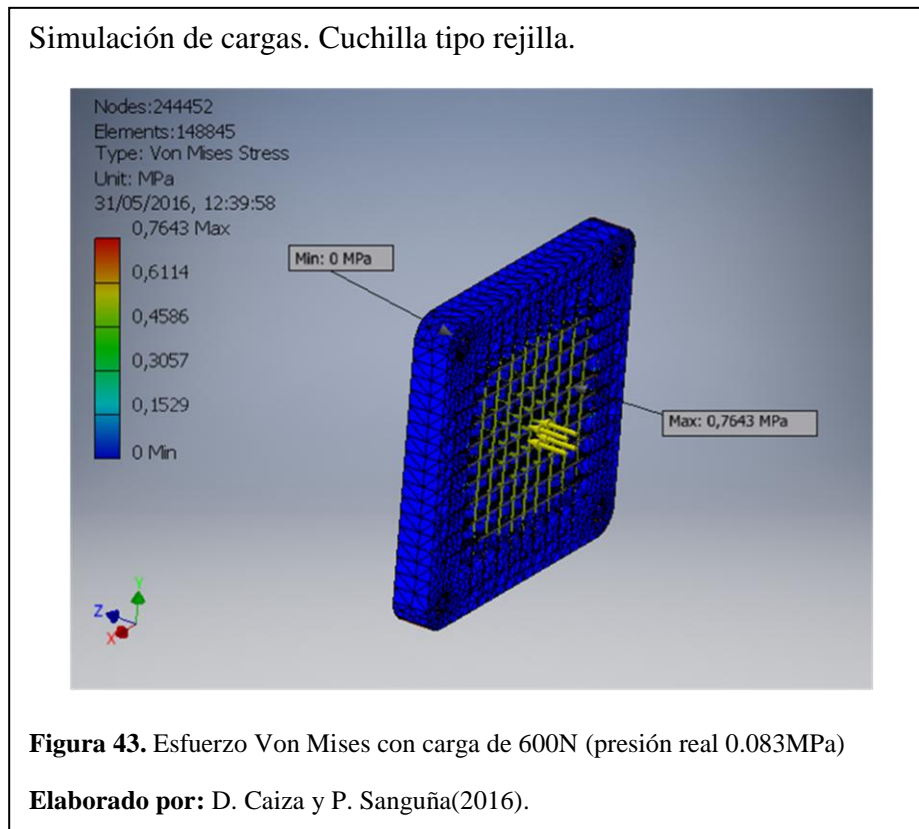 Simulación de cargas. Cuchilla tipo rejilla.
Nodes:244452
Elements:148845
Type: Von Mises Stress
Unit: MPa
31/05/2016, 12:39:58
0,7643 Max
0,6114
0,4586
0,3057
0,1529
0 Min
Min: 0 MPa
Max: 0,7643 MPa
Y
Z
X
Figura 43. Esfuerzo Von Mises con carga de 600N (presión real 0.083MPa)
Elaborado por: D. Caiza y P. Sanguña(2016).